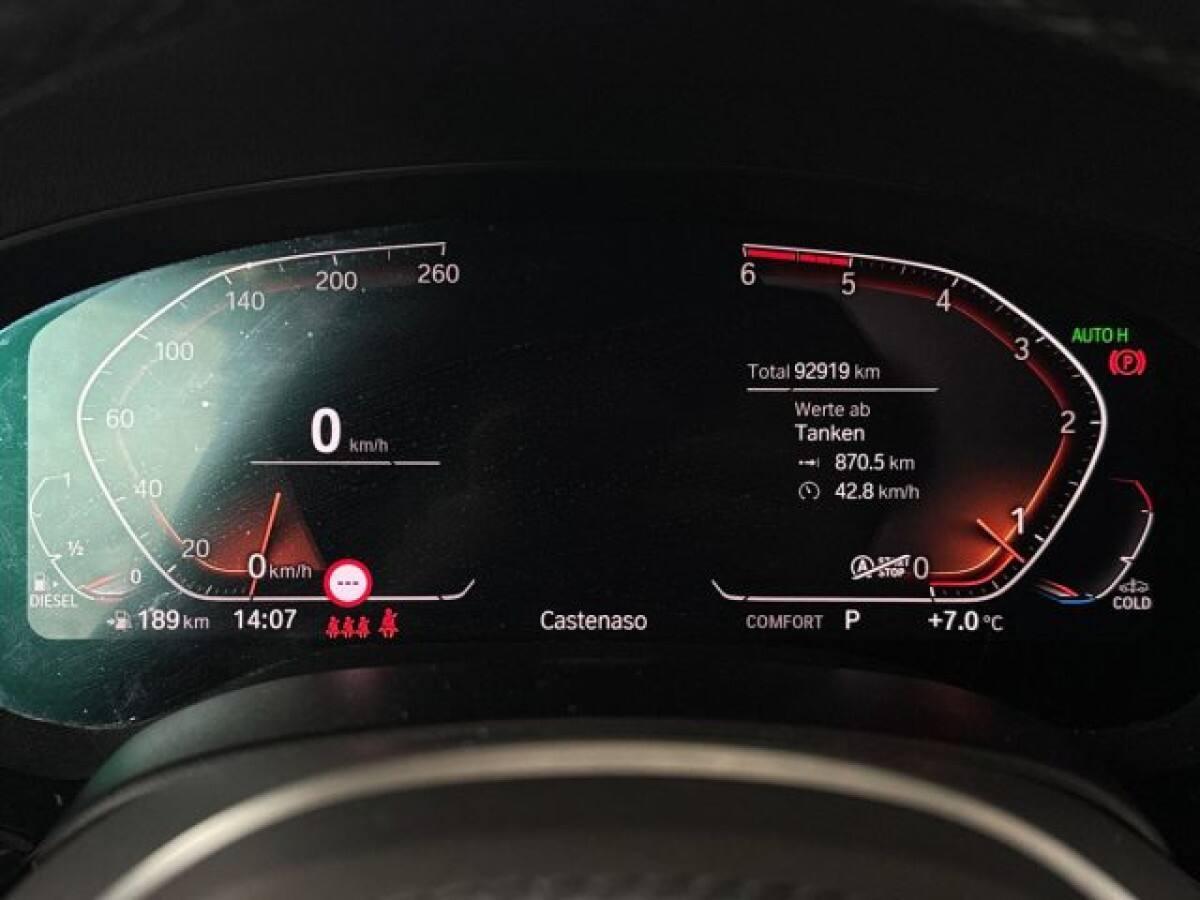 260
200
140
100
60
40
20
0 km/h
0 km/h
1
½
0
DIESEL
189 km
14:07
---
Castenaso
6
5
4
3
2
1
0
Total 92919 km
Werte ab
Tanken
870.5 km
42.8 km/h
AUTO H
P
A START STOP
COLD
COMFORT P
+7.0 °C